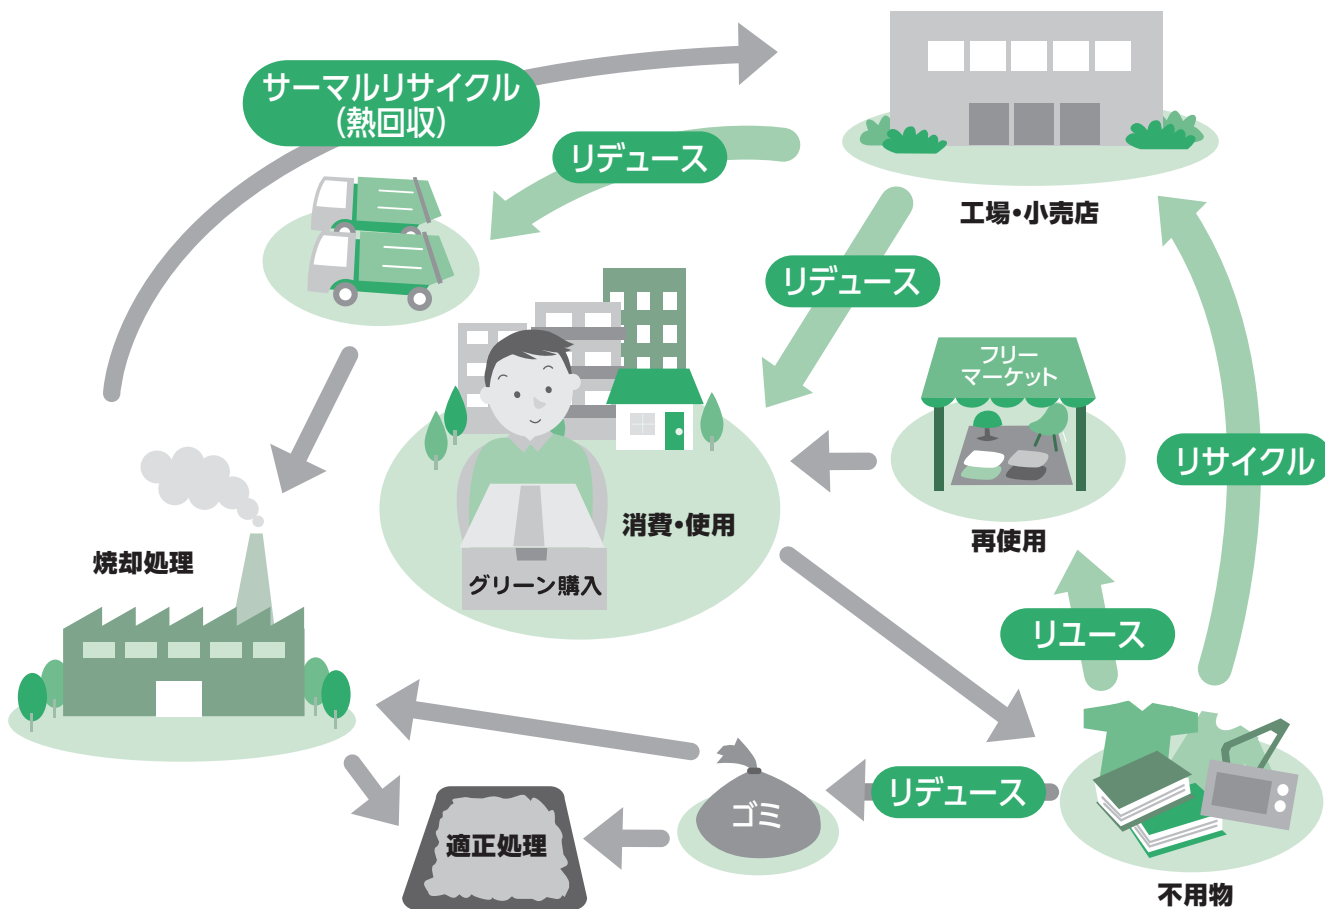 サーマルリサイクル
(熱回収)
リデュース
工場・小売店
リデュース
フリー
マーケット
リサイクル
消費・使用
再使用
焼却処理
グリーン購入
リユース
リデュース
ゴミ
適正処理
不用物